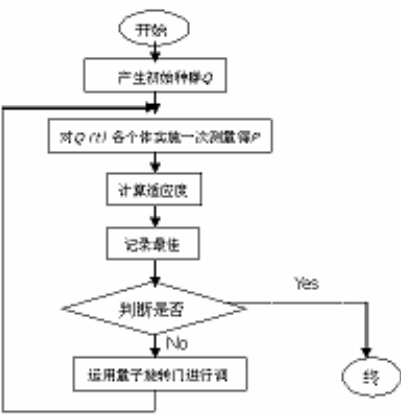 开始
产生初始种群Q
对Q (t) 各个体实施一次测量得P
计算适应度
记录最佳
判断是否
Yes
No
运用量子旋转门进行调
终